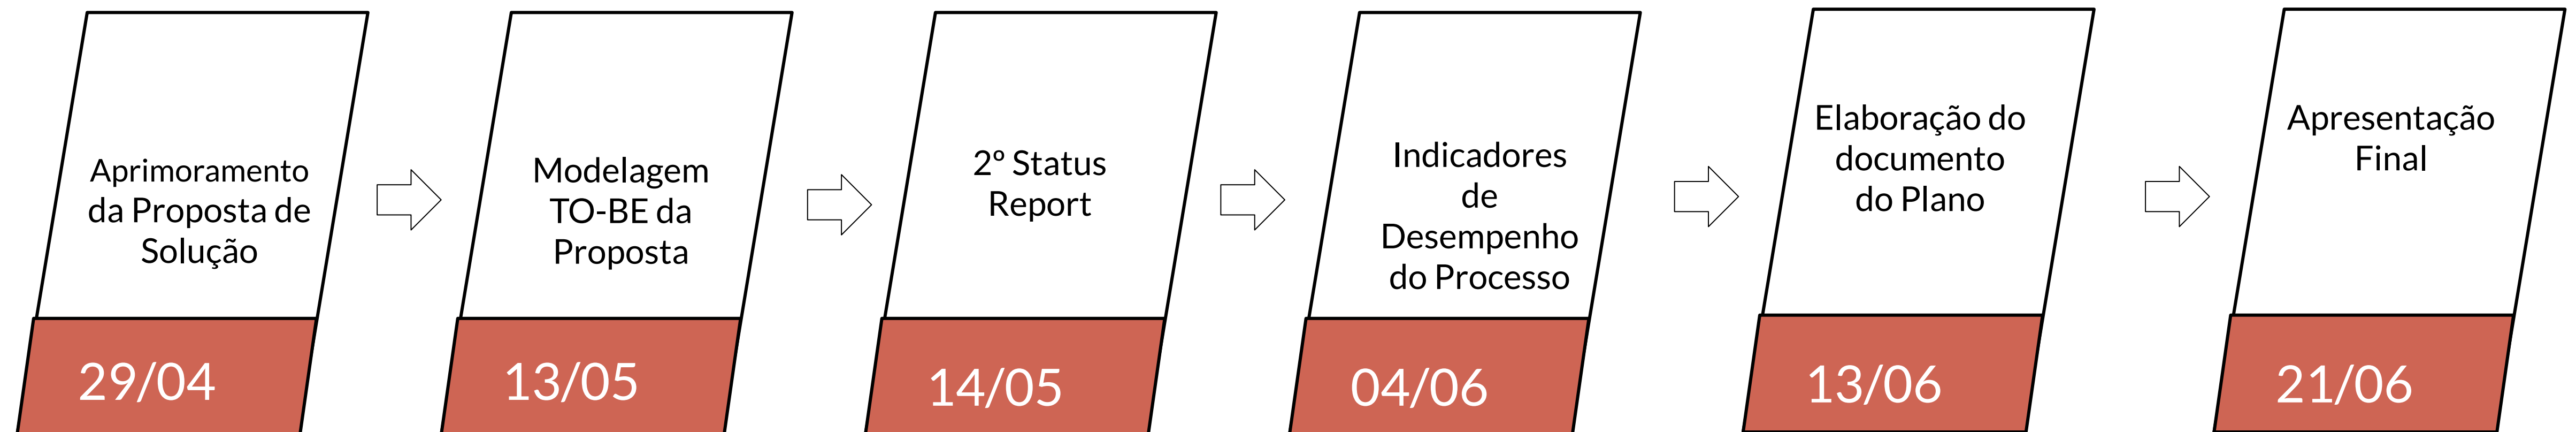 Aprimoramento
da Proposta de
Solução
29/04
Modelagem
TO-BE da
Proposta
13/05
2º Status
Report
14/05
Indicadores
de
Desempenho
do Processo
04/06
Elaboração do
documento
do Plano
13/06
Apresentação
Final
21/06